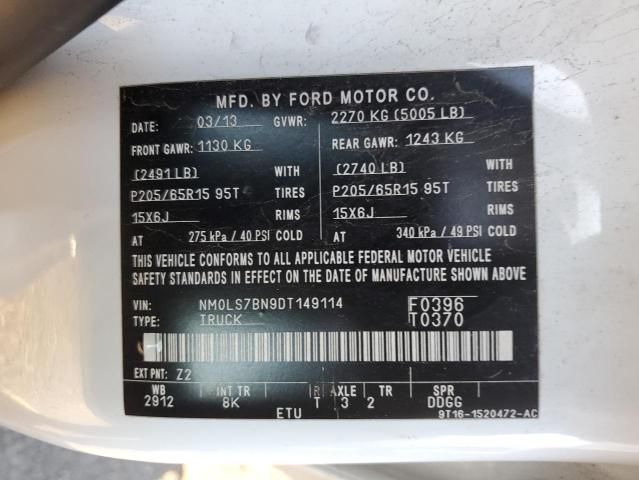 MFD. BY FORD MOTOR CO.
DATE: 03/13 GVWR: 2270 KG (5005 LB)
FRONT GAWR: 1130 KG REAR GAWR: 1243 KG
(2491 LB) WITH (2740 LB) WITH
P205/65R15 95T TIRES P205/65R15 95T TIRES
15X6J RIMS 15X6J RIMS
AT 275 kPa / 40 PSI COLD AT 340 kPa / 49 PSI COLD
THIS VEHICLE CONFORMS TO ALL APPLICABLE FEDERAL MOTOR VEHICLE
SAFETY STANDARDS IN EFFECT ON THE DATE OF MANUFACTURE SHOWN ABOVE
VIN: NM0LS7BN9DT149114 F0396
TYPE: TRUCK T0370
EXT PNT: Z2
WB INT TR R AXLE TR SPR
2912 8K T 3 2 DDGG
ETU 9T16-1520472-AC